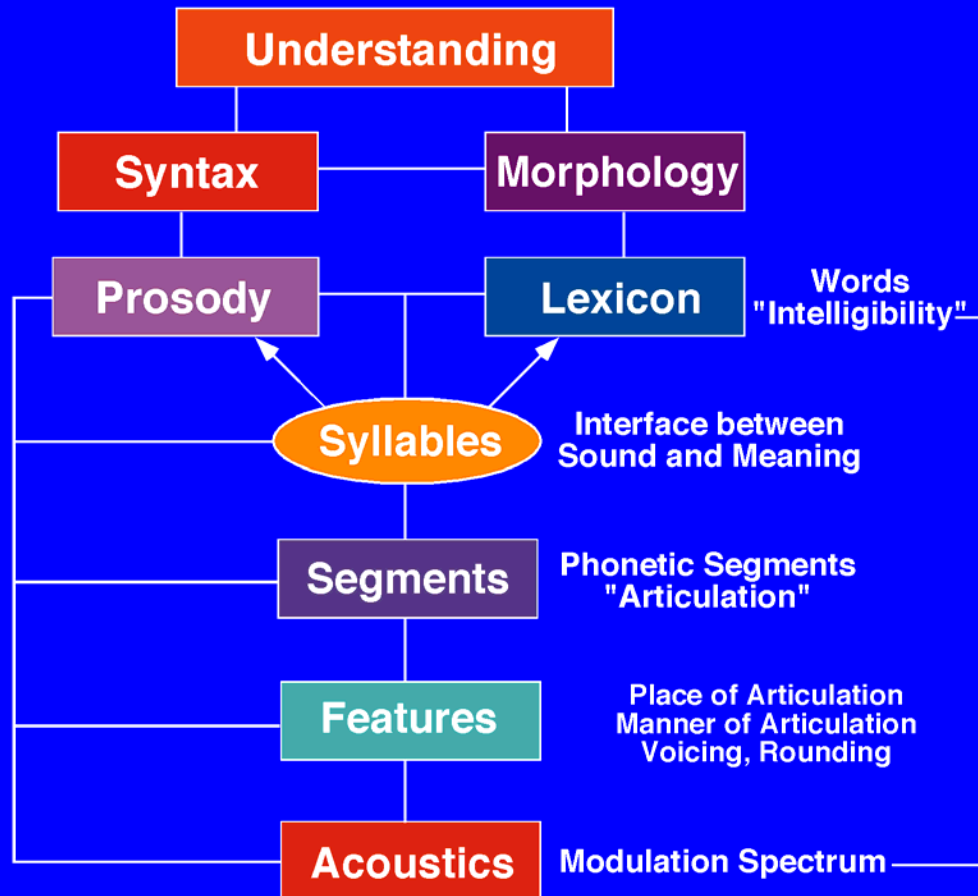 Understanding
Syntax
Morphology
Prosody
Lexicon
Words
"Intelligibility"
Syllables
Interface between
Sound and Meaning
Segments
Phonetic Segments
"Articulation"
Features
Place of Articulation
Manner of Articulation
Voicing, Rounding
Acoustics
Modulation Spectrum